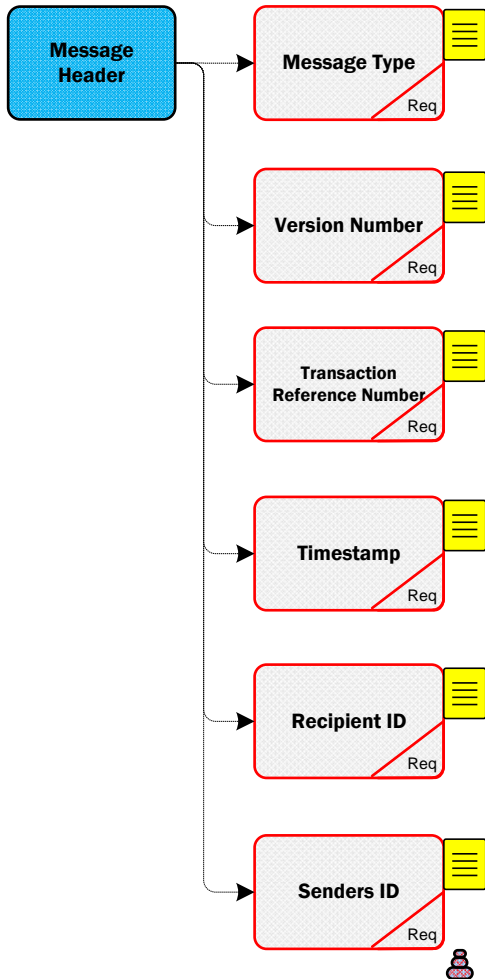 Message
Header
Message Type
Req
Version Number
Req
Transaction
Reference Number
Req
Timestamp
Req
Recipient ID
Req
Senders ID
Req